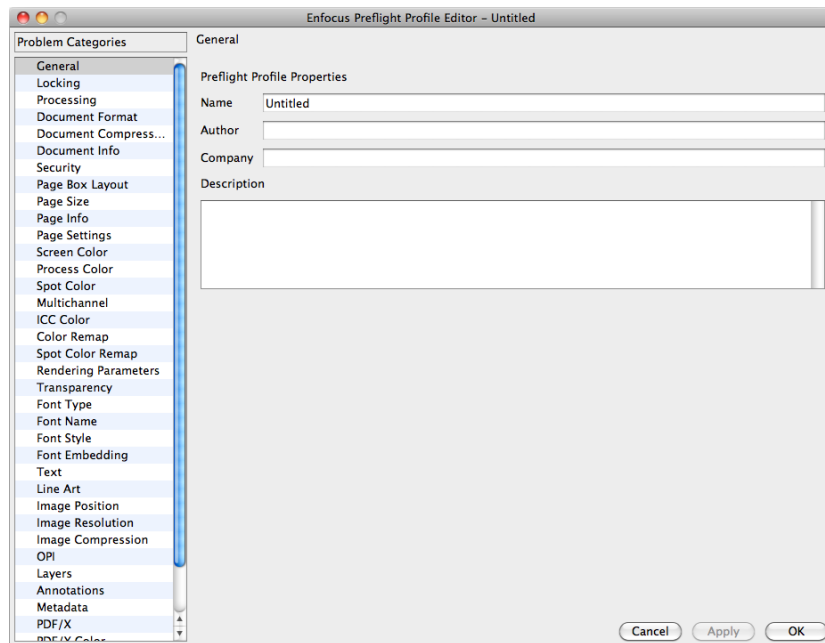 Enfocus Preflight Profile Editor – Untitled
Problem Categories
General
Locking
Processing
Document Format
Document Compress...
Document Info
Security
Page Box Layout
Page Size
Page Info
Page Settings
Screen Color
Process Color
Spot Color
Multichannel
ICC Color
Color Remap
Spot Color Remap
Rendering Parameters
Transparency
Font Type
Font Name
Font Style
Font Embedding
Text
Line Art
Image Position
Image Resolution
Image Compression
OPI
Layers
Annotations
Metadata
PDF/X
PDF/X Color
General
Preflight Profile Properties
Name Untitled
Author
Company
Description
Cancel Apply OK